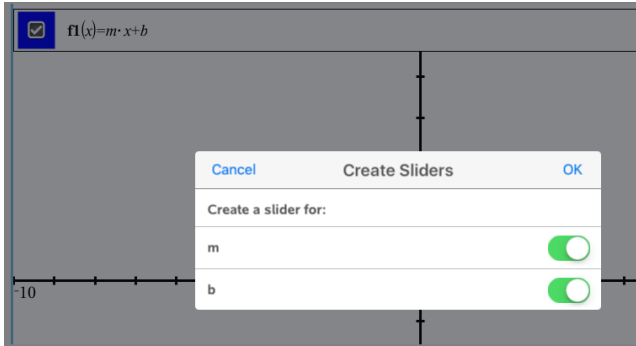 f1(x)=m·x+b
Cancel Create Sliders OK
Create a slider for:
m
b
-10